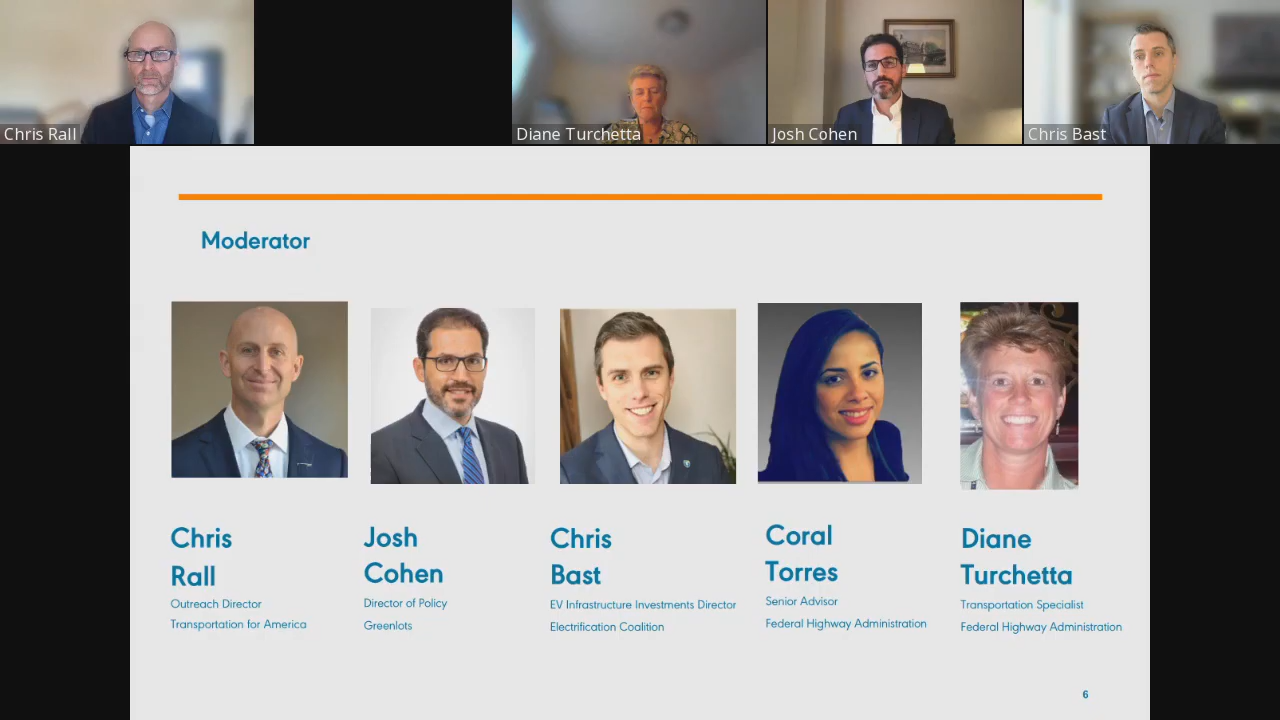 Chris Rall
Diane Turchetta
Josh Cohen
Chris Bast
Moderator
Chris
Rall
Outreach Director
Transportation for America
Josh
Cohen
Director of Policy
Greenlots
Chris
Bast
EV Infrastructure Investments Director
Electrification Coalition
Coral
Torres
Senior Advisor
Federal Highway Administration
Diane
Turchetta
Transportation Specialist
Federal Highway Administration
6